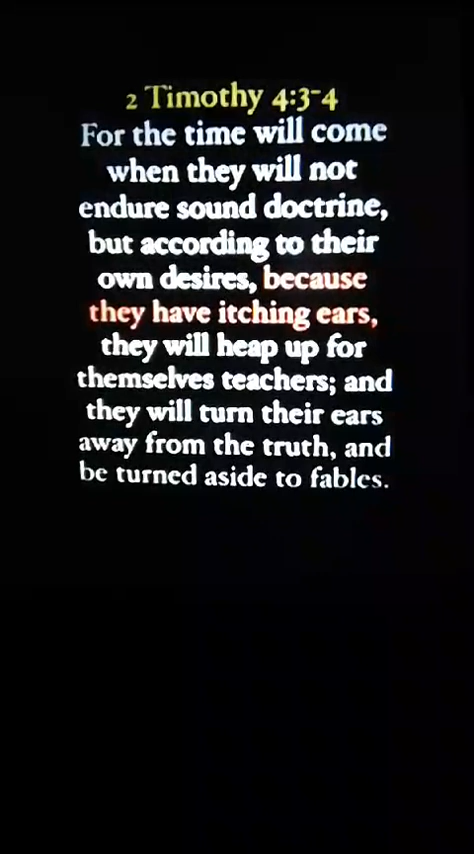 2 Timothy 4:3-4
For the time will come
when they will not
endure sound doctrine,
but according to their
own desires, because
they have itching ears,
they will heap up for
themselves teachers; and
they will turn their ears
away from the truth, and
be turned aside to fables.